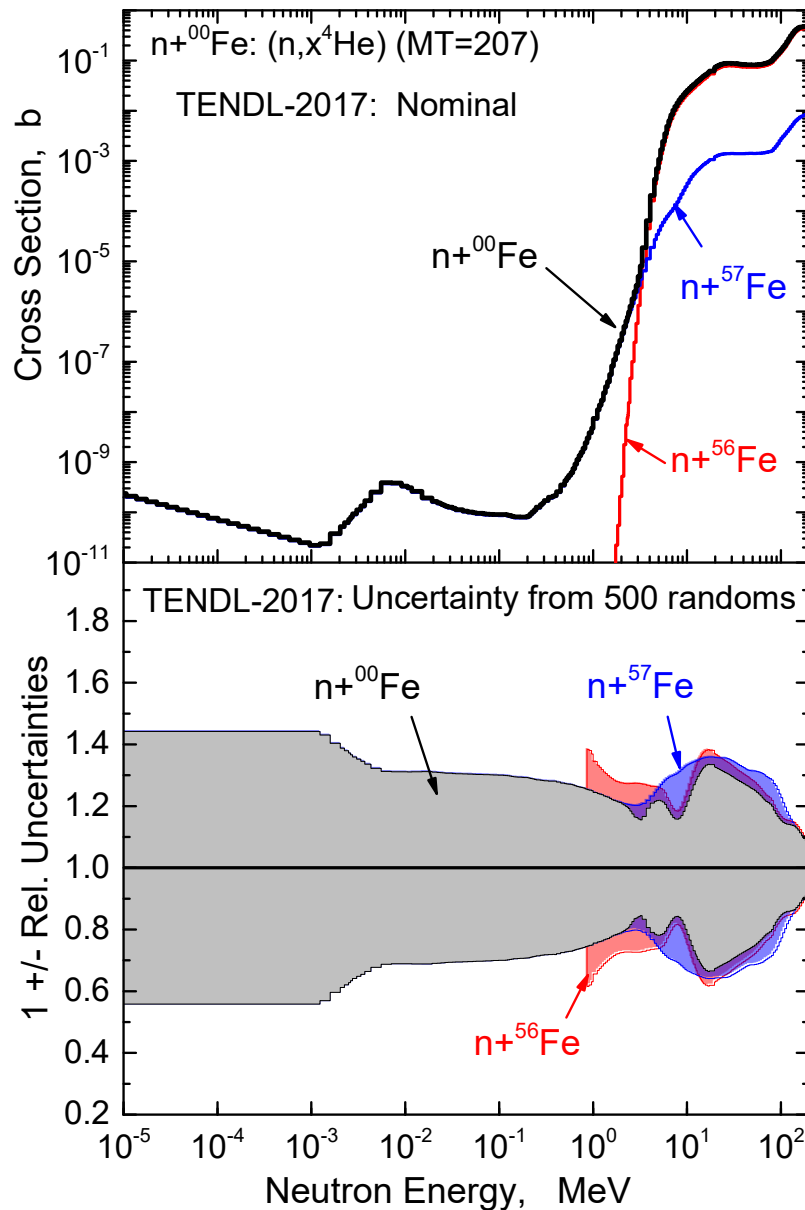 n+⁰⁰Fe: (n,x⁴He) (MT=207)
TENDL-2017: Nominal
10⁻¹
10⁻³
10⁻⁵
10⁻⁷
10⁻⁹
10⁻¹¹
Cross Section, b
n+⁰⁰Fe
n+⁵⁷Fe
n+⁵⁶Fe
TENDL-2017: Uncertainty from 500 randoms
1.8
1.6
1.4
1.2
1.0
0.8
0.6
0.4
0.2
1 +/- Rel. Uncertainties
n+⁰⁰Fe
n+⁵⁷Fe
n+⁵⁶Fe
10⁻⁵ 10⁻⁴ 10⁻³ 10⁻² 10⁻¹ 10⁰ 10¹ 10²
Neutron Energy, MeV